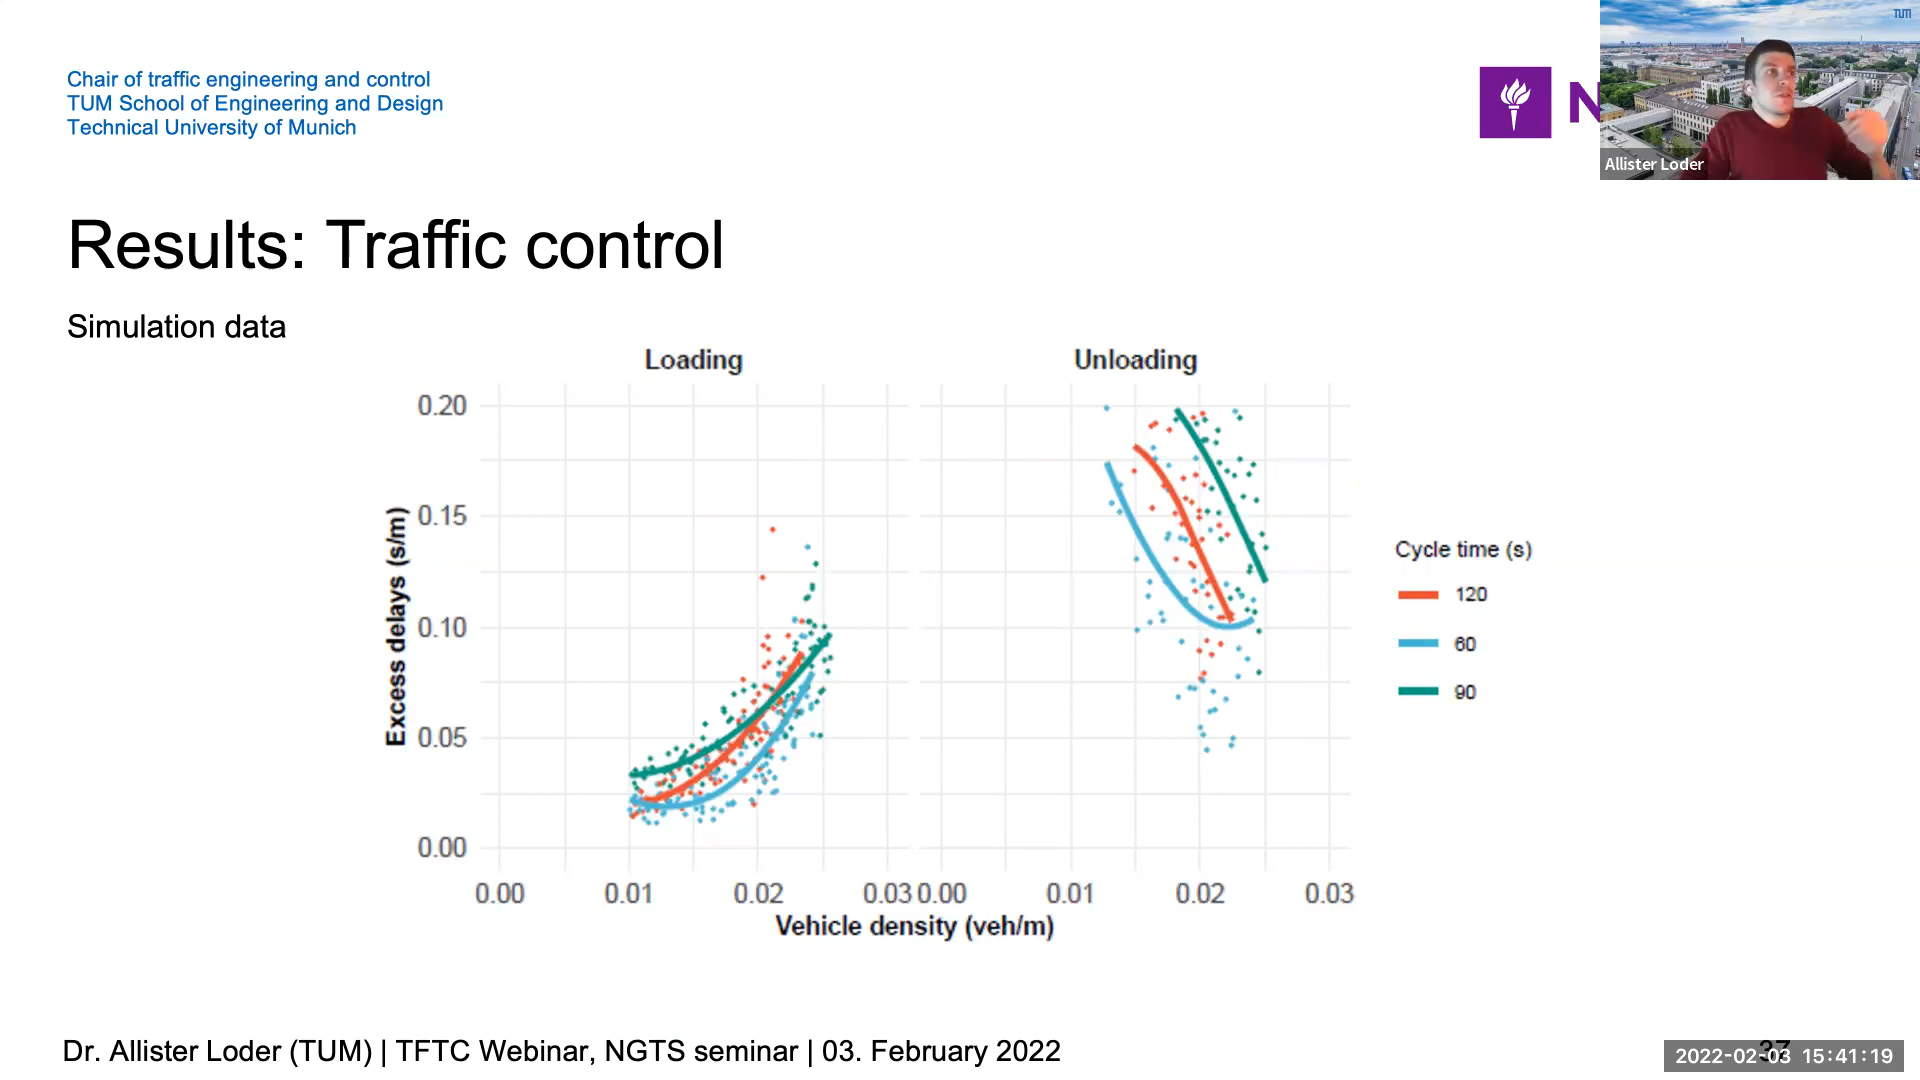 Chair of traffic engineering and control
TUM School of Engineering and Design
Technical University of Munich
N
TUM
Allister Loder
Results: Traffic control
Simulation data
Loading
Unloading
Excess delays (s/m)
0.20
0.15
0.10
0.05
0.00
0.00 0.01 0.02 0.03 0.00 0.01 0.02 0.03
Vehicle density (veh/m)
Cycle time (s)
120
60
90
Dr. Allister Loder (TUM) | TFTC Webinar, NGTS seminar | 03. February 2022
37
2022-02-03 15:41:19